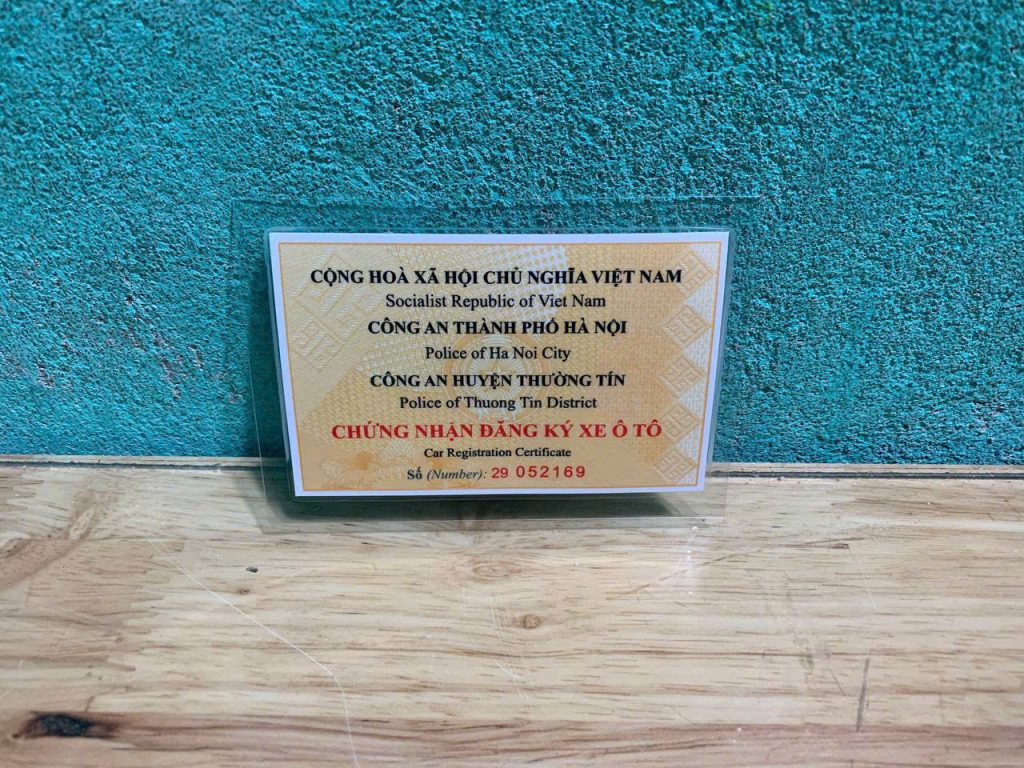 CỘNG HOÀ XÃ HỘI CHỦ NGHĨA VIỆT NAM
Socialist Republic of Viet Nam
CÔNG AN THÀNH PHỐ HÀ NỘI
Police of Ha Noi City
CÔNG AN HUYỆN THƯỜNG TÍN
Police of Thuong Tin District
CHỨNG NHẬN ĐĂNG KÝ XE Ô TÔ
Car Registration Certificate
Số (Number): 29 052169